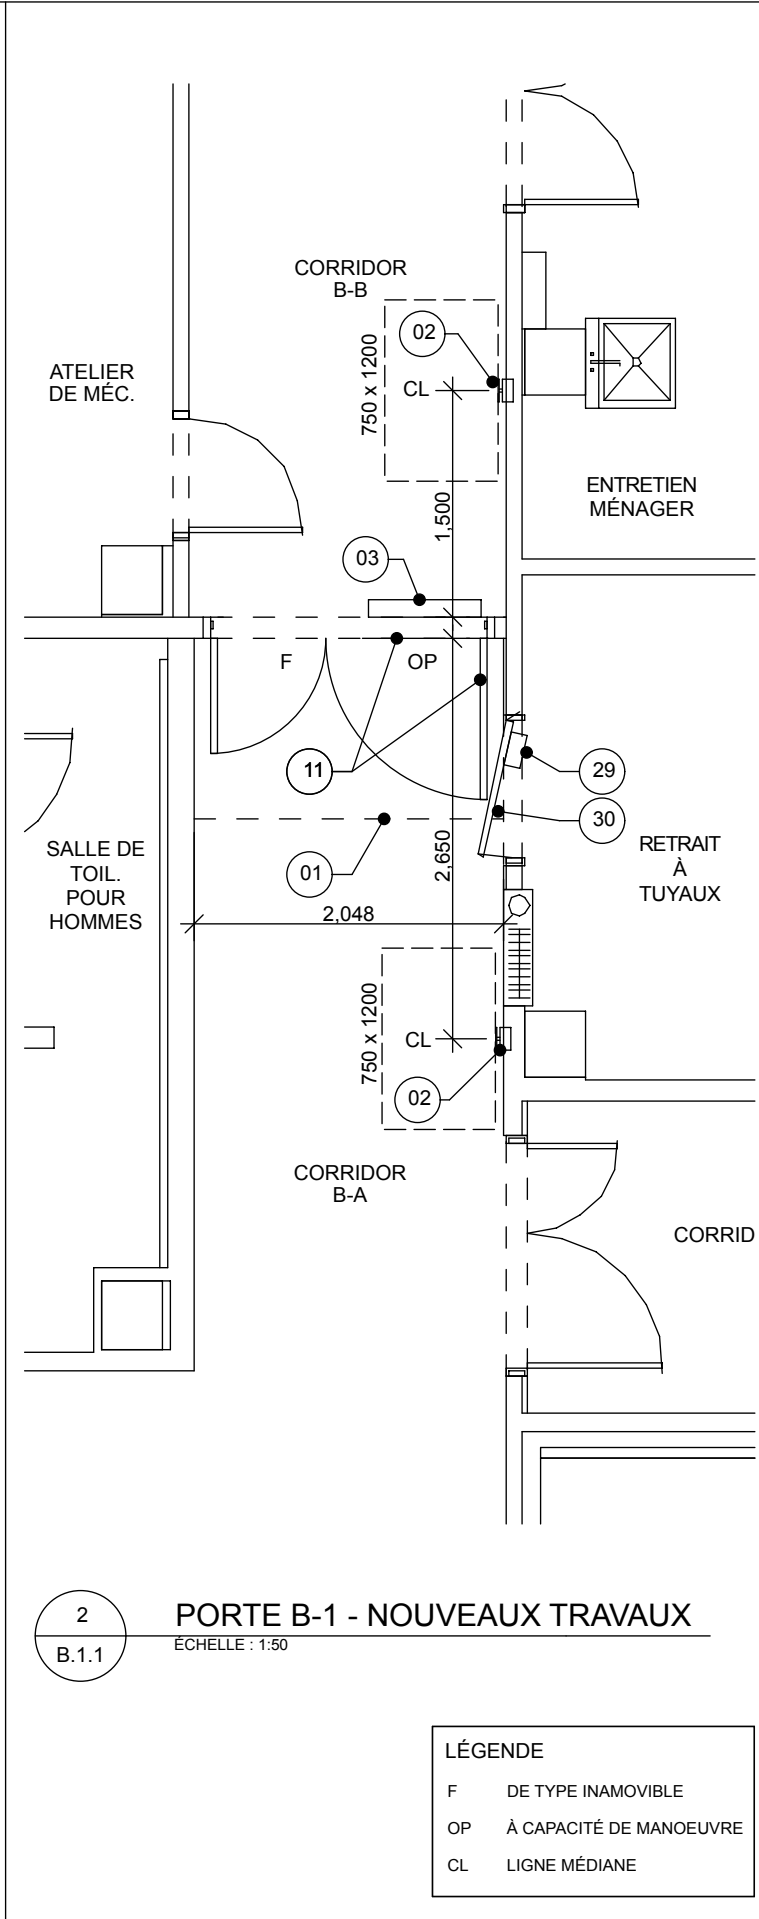 CORRIDOR
B-B
02
750 x 1200
CL
ATELIER
DE MÉC.
ENTRETIEN
MÉNAGER
1,500
03
F
OP
11
29
30
01
2,650
SALLE DE
TOIL.
POUR
HOMMES
RETRAIT
À
TUYAUX
2,048
750 x 1200
CL
02
CORRIDOR
B-A
CORRID
2
B.1.1
PORTE B-1 - NOUVEAUX TRAVAUX
ÉCHELLE : 1:50
LÉGENDE
F DE TYPE INAMOVIBLE
OP À CAPACITÉ DE MANOEUVRE
CL LIGNE MÉDIANE